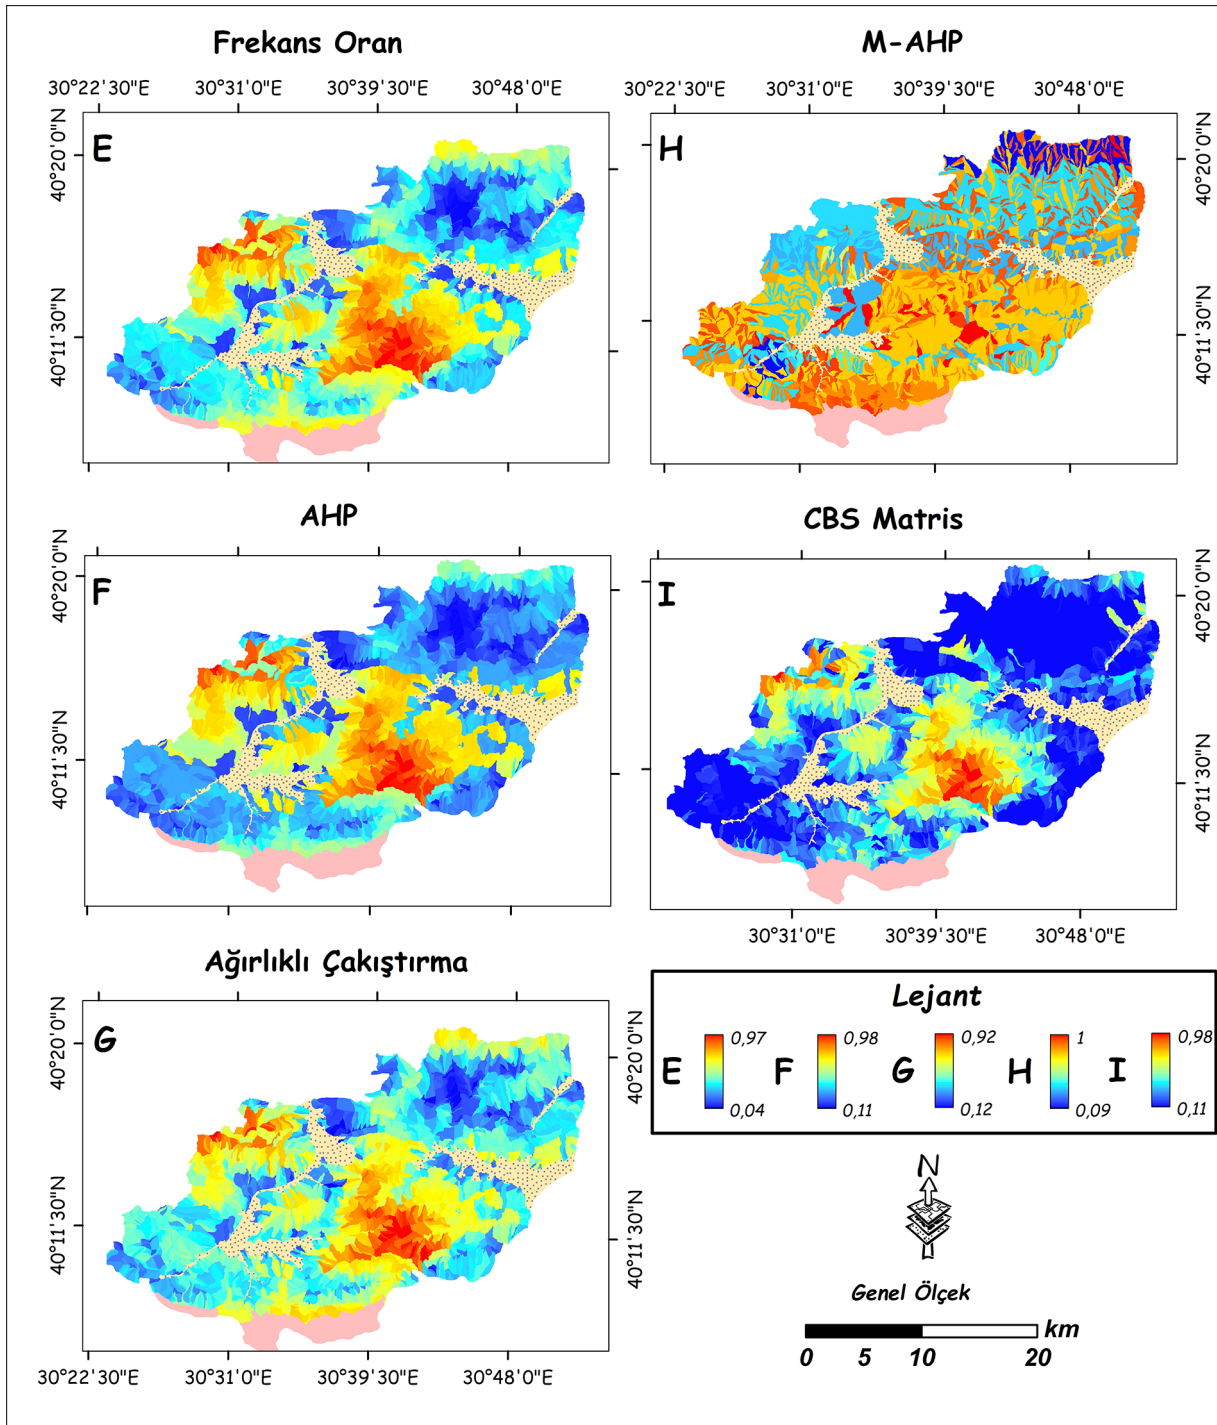 Frekans Oran
M-AHP
30°22'30"E 30°31'0"E 30°39'30"E 30°48'0"E
30°22'30"E 30°31'0"E 30°39'30"E 30°48'0"E
E
H
40°20'0"N
40°11'30"N
40°20'0"N
40°11'30"N
AHP
CBS Matris
F
I
40°20'0"N
40°11'30"N
40°20'0"N
40°11'30"N
30°31'0"E 30°39'30"E 30°48'0"E
Ağırlıklı Çakıştırma
G
40°20'0"N
40°11'30"N
40°20'0"N
40°11'30"N
30°22'30"E 30°31'0"E 30°39'30"E 30°48'0"E
Lejant
E 0,97 0,04
F 0,98 0,11
G 0,92 0,12
H 1 0,09
I 0,98 0,11
N
Genel Ölçek
km
0 5 10 20